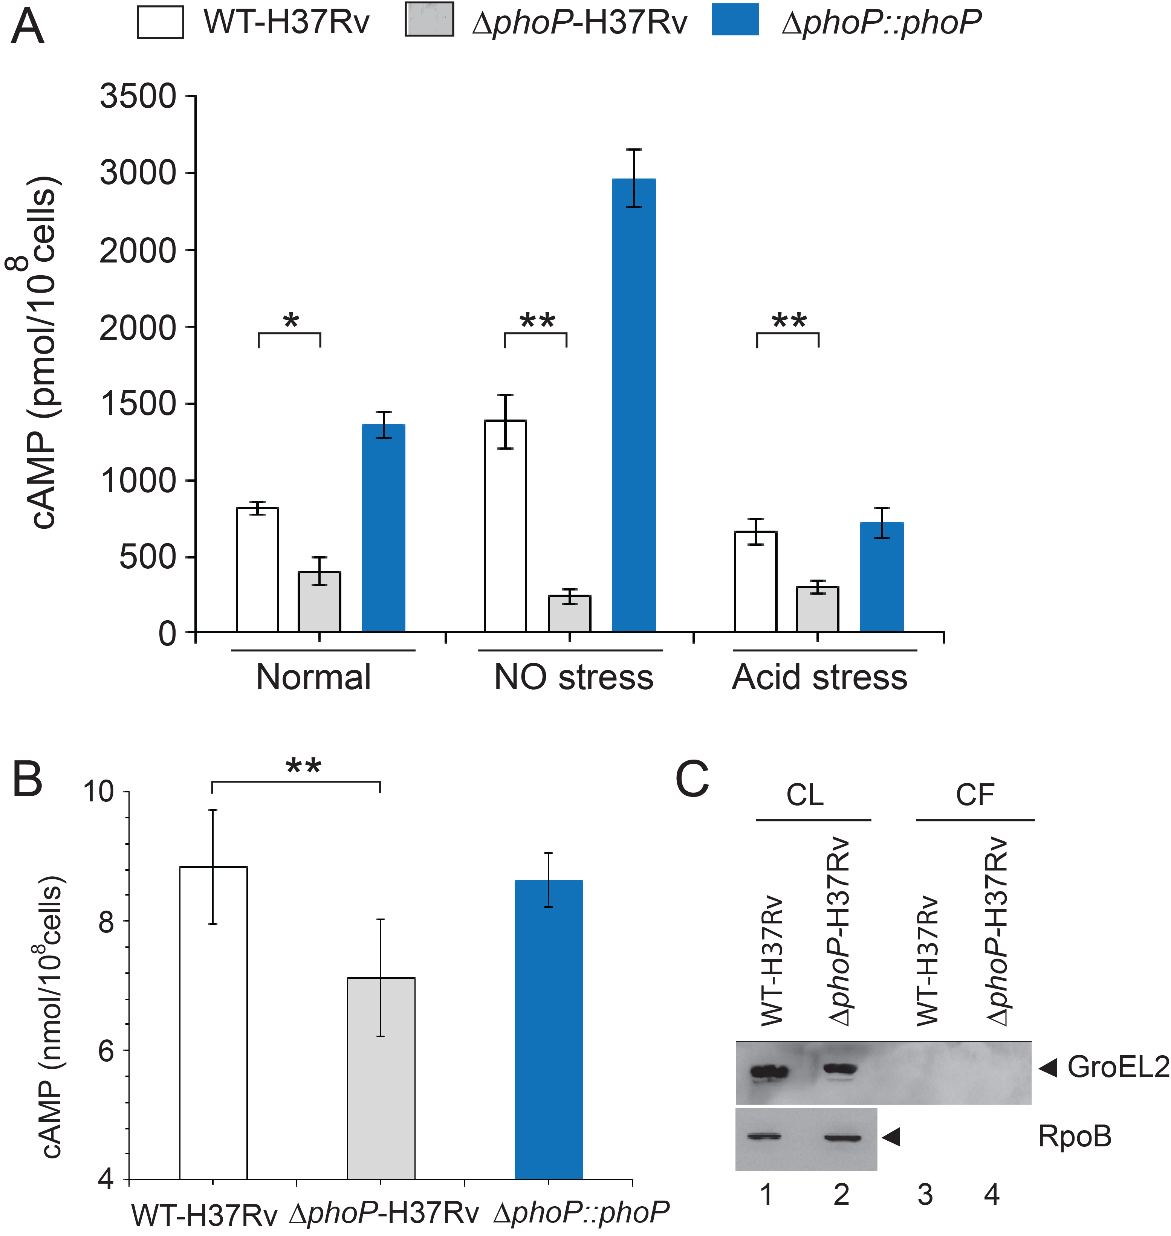 A
WT-H37Rv ΔphoP-H37Rv ΔphoP::phoP
cAMP (pmol/10⁸cells)
3500
3000
2000
2000
1500
1000
500
0
* ** **
Normal NO stress Acid stress
B
cAMP (nmol/10⁸cells)
10
8
6
4
**
WT-H37Rv ΔphoP-H37Rv ΔphoP::phoP
C
CL CF
WT-H37Rv ΔphoP-H37Rv WT-H37Rv ΔphoP-H37Rv
GroEL2
RpoB
1 2 3 4